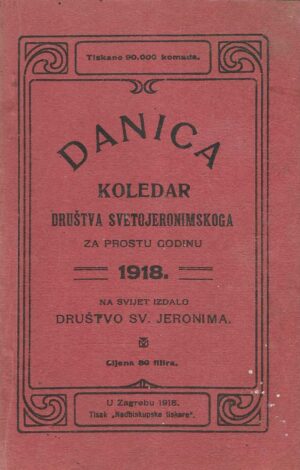 Tiskano 90.000 komada.
DANICA
KOLEDAR
DRUŠTVA SVETOJERONIMSKOGA
ZA PROSTU GODINU
1918.
NA SVIJET IZDALO
DRUŠTVO SV. JERONIMA.
Cijena 80 filira.
U Zagrebu 1918.
Tisak „Nadbiskupske tiskare".